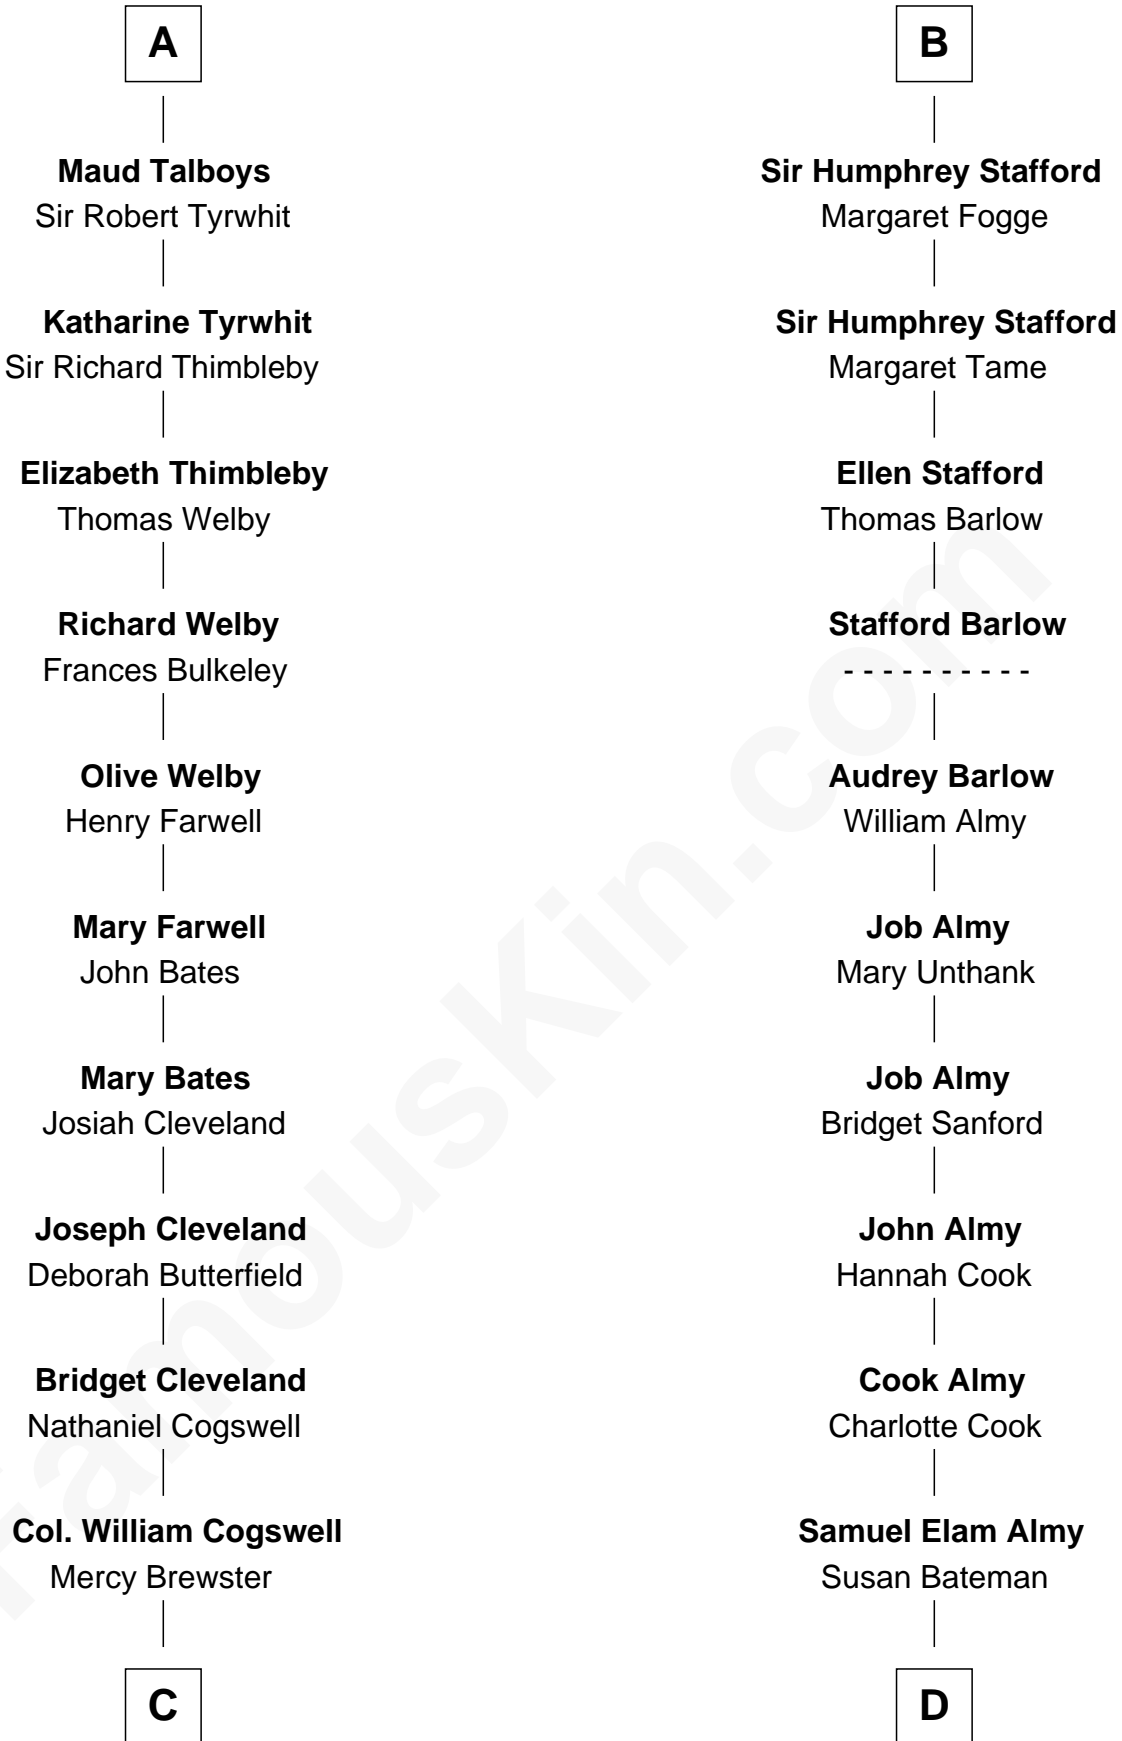 A
Maud Talboys
Sir Robert Tyrwhit
Katharine Tyrwhit
Sir Richard Thimbleby
Elizabeth Thimbleby
Thomas Welby
Richard Welby
Frances Bulkeley
Olive Welby
Henry Farwell
Mary Farwell
John Bates
Mary Bates
Josiah Cleveland
Joseph Cleveland
Deborah Butterfield
Bridget Cleveland
Nathaniel Cogswell
Col. William Cogswell
Mercy Brewster
C
B
Sir Humphrey Stafford
Margaret Fogge
Sir Humphrey Stafford
Margaret Tame
Ellen Stafford
Thomas Barlow
Stafford Barlow
- - - - - - - - - -
Audrey Barlow
William Almy
Job Almy
Mary Unthank
Job Almy
Bridget Sanford
John Almy
Hannah Cook
Cook Almy
Charlotte Cook
Samuel Elam Almy
Susan Bateman
D
FamousKin.com